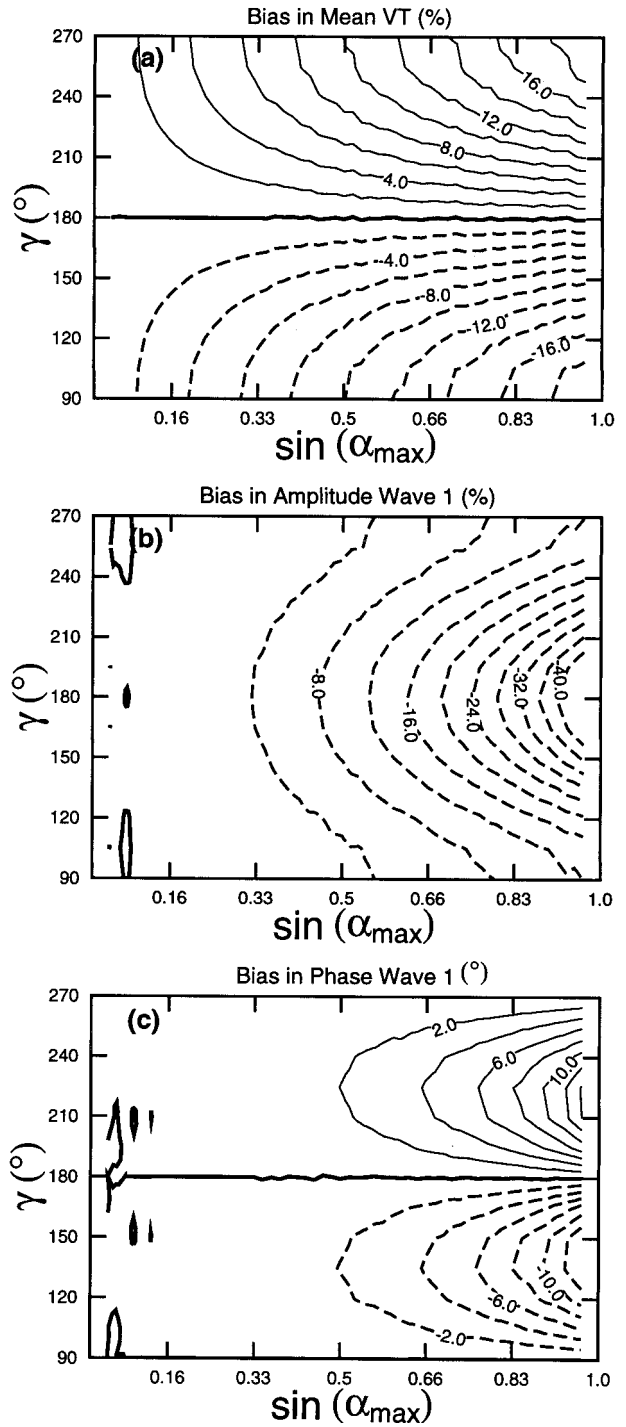 Bias in Mean VT (%)
(a)
270
240
210
180
150
120
90
γ (°)
16.0
12.0
8.0
4.0
-4.0
-8.0
-12.0
-16.0
0.16 0.33 0.5 0.66 0.83 1.0
sin (αmax)
Bias in Amplitude Wave 1 (%)
(b)
270
240
210
180
150
120
90
γ (°)
-8.0
-16.0
-24.0
-32.0
-40.0
0.16 0.33 0.5 0.66 0.83 1.0
sin (αmax)
Bias in Phase Wave 1 (°)
(c)
270
240
210
180
150
120
90
γ (°)
2.0
6.0
10.0
-10.0
-6.0
-2.0
0.16 0.33 0.5 0.66 0.83 1.0
sin (αmax)